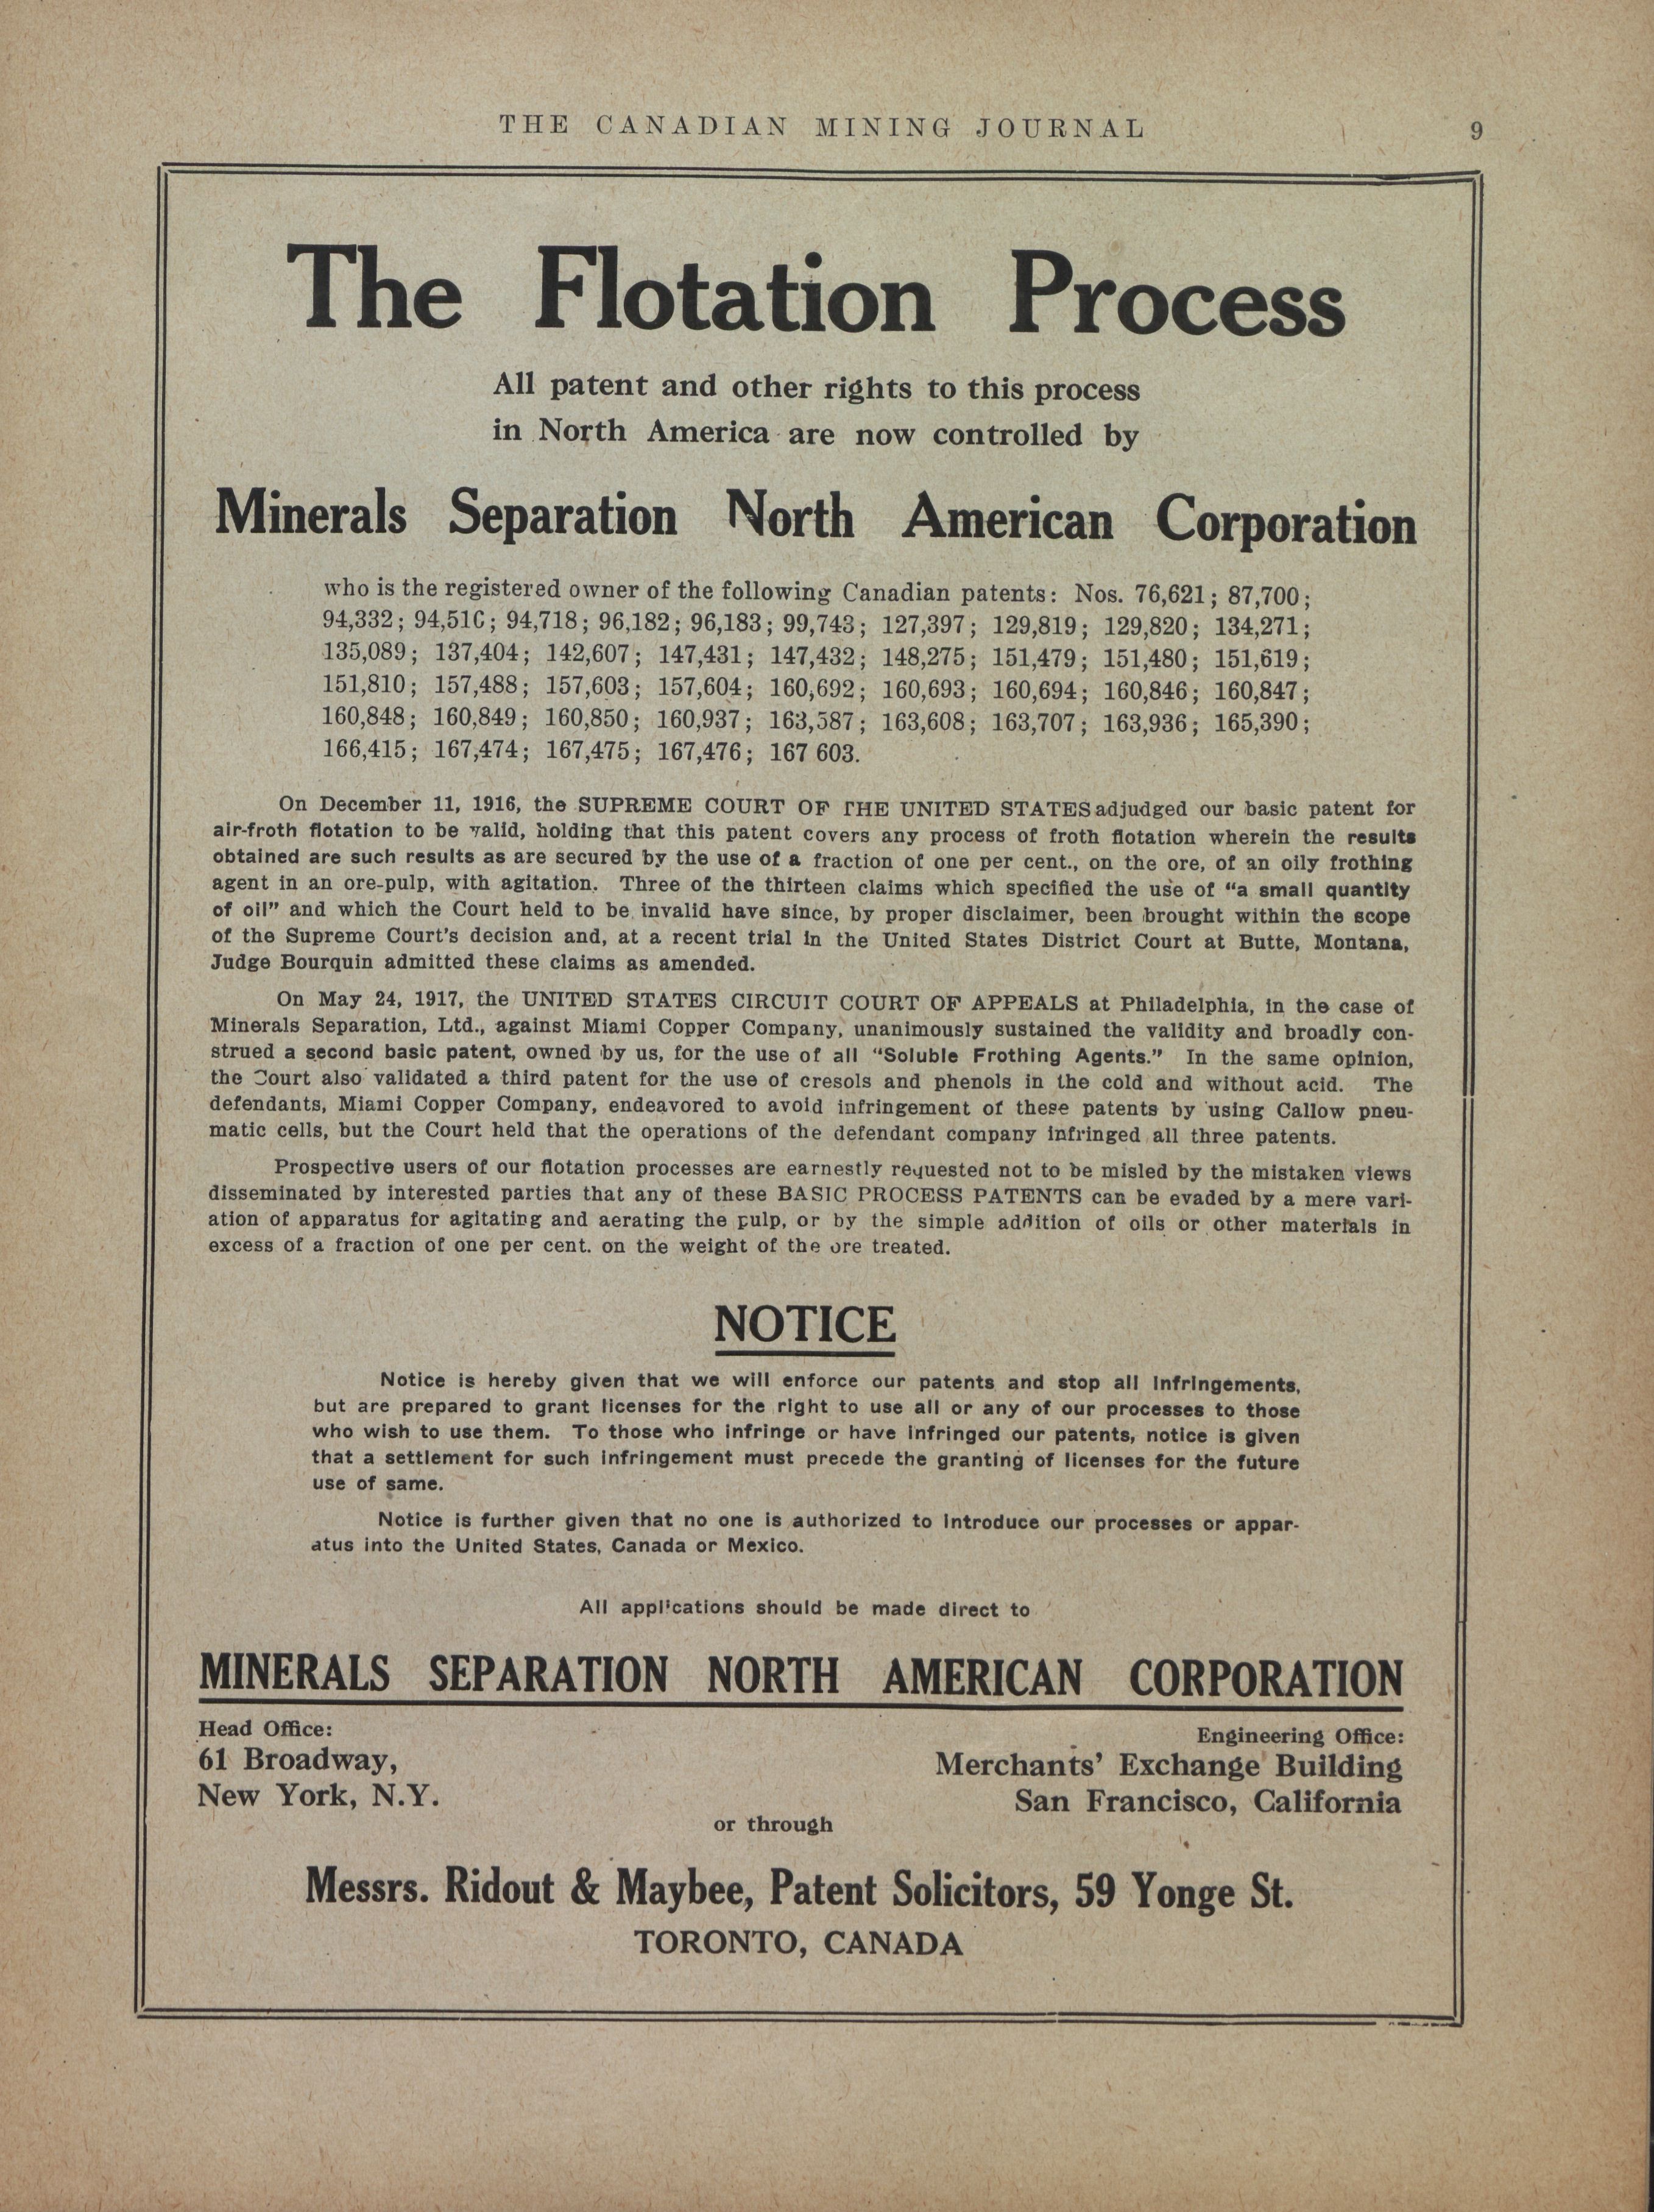 THE CANADIAN MINING JOURNAL 9
The Flotation Process
All patent and other rights to this process
in North America are now controlled by
Minerals Separation North American Corporation
who is the registered owner of the following Canadian patents: Nos. 76,621; 87,700;
94,332; 94,51C; 94,718; 96,182; 96,183; 99,743; 127,397; 129,819; 129,820; 134,271;
135,089; 137,404; 142,607; 147,431; 147,432; 148,275; 151,479; 151,480; 151,619;
151,810; 157,488; 157,603; 157,604; 160,692; 160,693; 160,694; 160,846; 160,847;
160,848; 160,849; 160,850; 160,937; 163,587; 163,608; 163,707; 163,936; 165,390;
166,415; 167,474; 167,475; 167,476; 167 603.
On December 11, 1916, the SUPREME COURT OF THE UNITED STATES adjudged our basic patent for
air-froth flotation to be valid, holding that this patent covers any process of froth flotation wherein the results
obtained are such results as are secured by the use of a fraction of one per cent., on the ore, of an oily frothing
agent in an ore-pulp, with agitation. Three of the thirteen claims which specified the use of "a small quantity
of oil" and which the Court held to be invalid have since, by proper disclaimer, been brought within the scope
of the Supreme Court's decision and, at a recent trial in the United States District Court at Butte, Montana,
Judge Bourquin admitted these claims as amended.
On May 24, 1917, the UNITED STATES CIRCUIT COURT OF APPEALS at Philadelphia, in the case of
Minerals Separation, Ltd., against Miami Copper Company, unanimously sustained the validity and broadly con-
strued a second basic patent, owned by us, for the use of all "Soluble Frothing Agents." In the same opinion,
the Court also validated a third patent for the use of cresols and phenols in the cold and without acid. The
defendants, Miami Copper Company, endeavored to avoid infringement of these patents by using Callow pneu-
matic cells, but the Court held that the operations of the defendant company infringed all three patents.
Prospective users of our flotation processes are earnestly requested not to be misled by the mistaken views
disseminated by interested parties that any of these BASIC PROCESS PATENTS can be evaded by a mere vari-
ation of apparatus for agitating and aerating the pulp, or by the simple addition of oils or other materials in
excess of a fraction of one per cent. on the weight of the ore treated.
NOTICE
Notice is hereby given that we will enforce our patents and stop all infringements,
but are prepared to grant licenses for the right to use all or any of our processes to those
who wish to use them. To those who infringe or have infringed our patents, notice is given
that a settlement for such infringement must precede the granting of licenses for the future
use of same.
Notice is further given that no one is authorized to introduce our processes or appar-
atus into the United States, Canada or Mexico.
All applications should be made direct to
MINERALS SEPARATION NORTH AMERICAN CORPORATION
Head Office:
61 Broadway,
New York, N.Y.
Engineering Office:
Merchants' Exchange Building
San Francisco, California
or through
Messrs. Ridout & Maybee, Patent Solicitors, 59 Yonge St.
TORONTO, CANADA